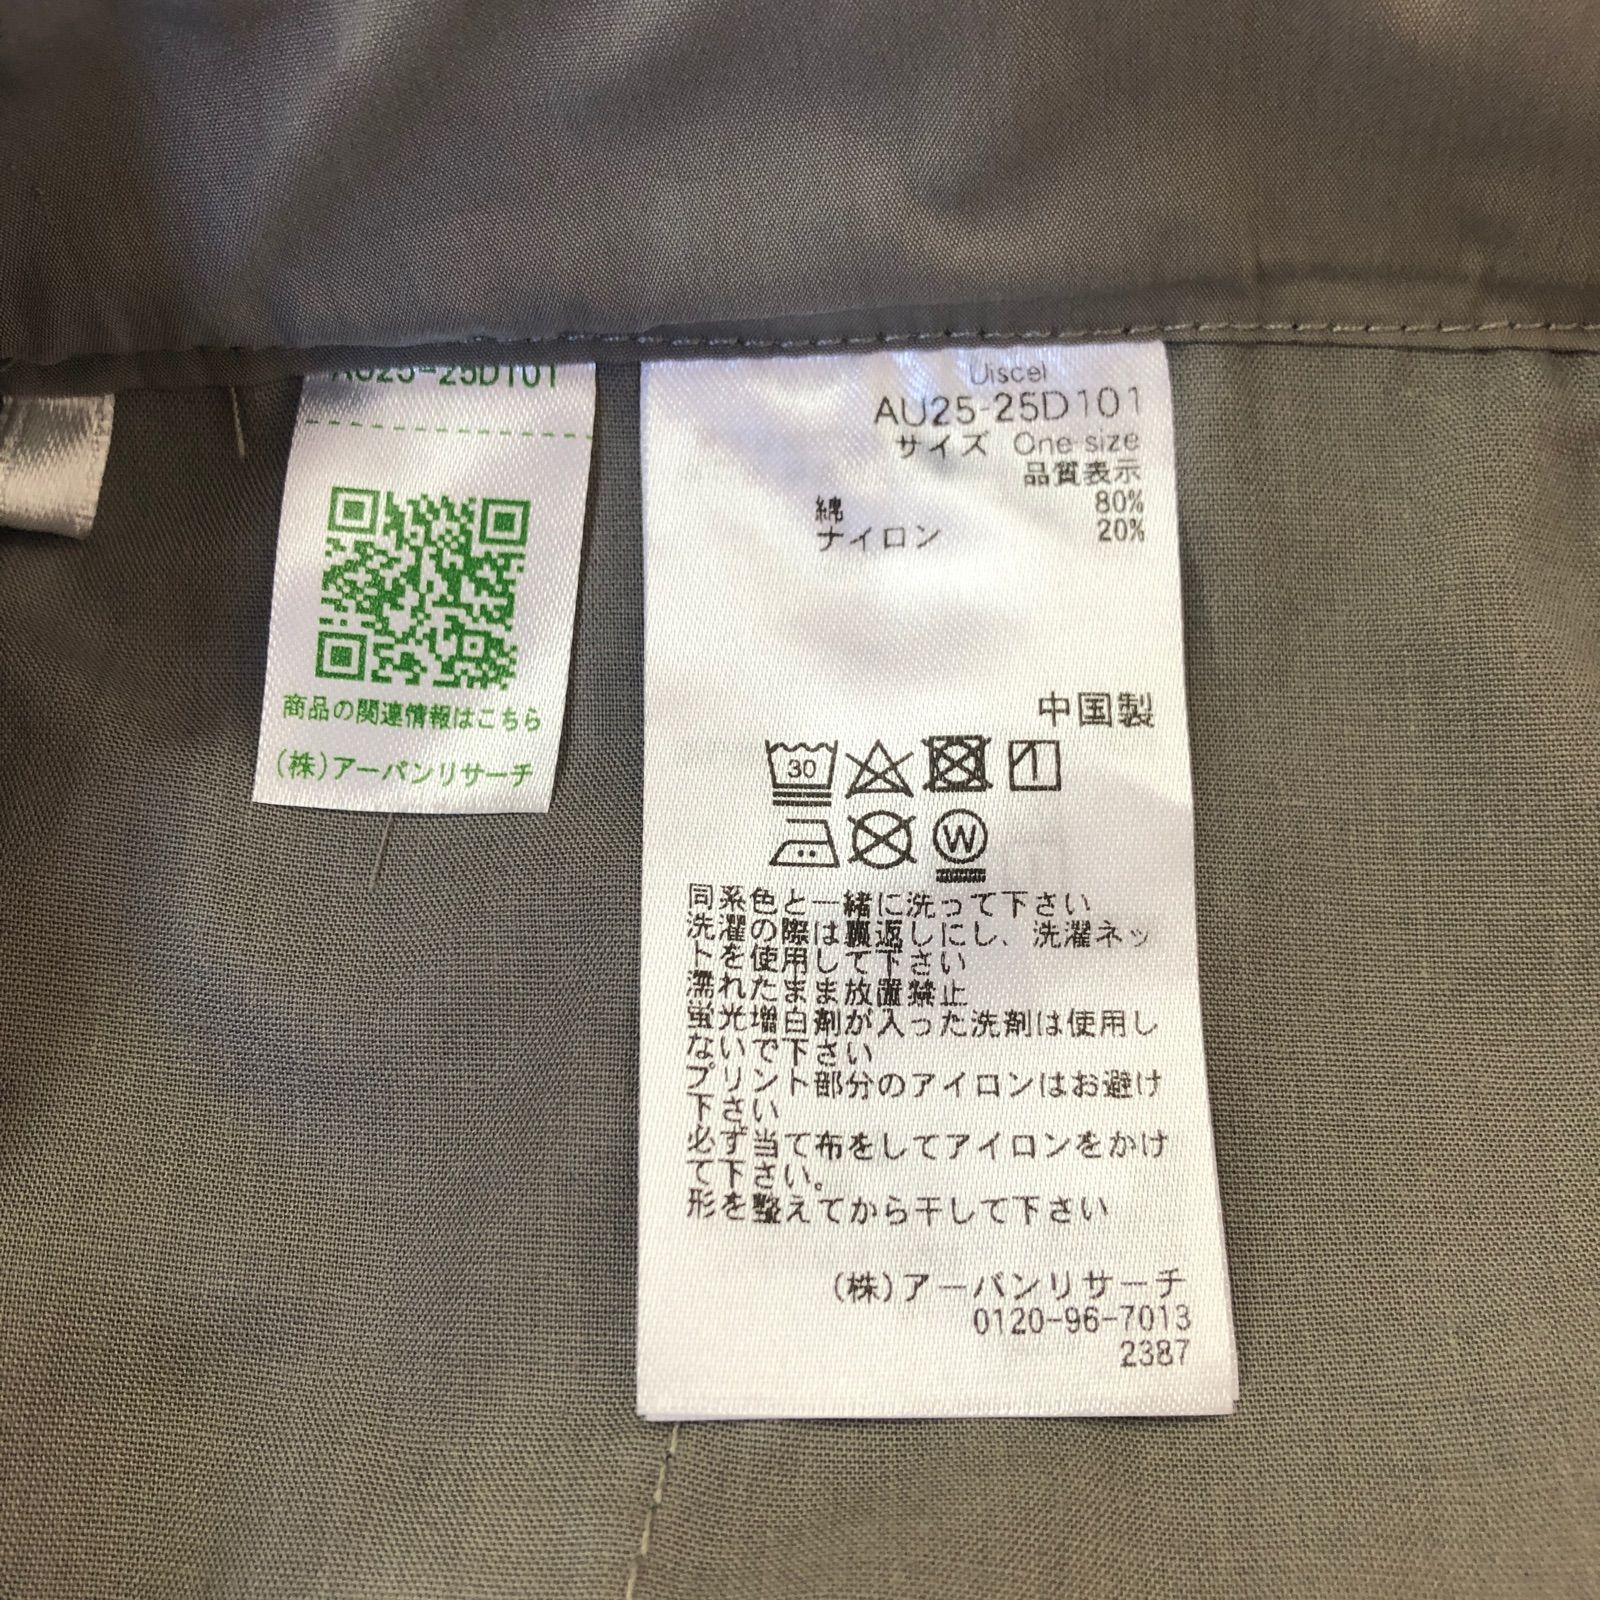 AU25-25D101
商品の関連情報はこちら
(株)アーバンリサーチ
Uiscel
AU25-25D101
サイズ One size
品質表示
綿 80%
ナイロン 20%
中国製
30
W
同系色と一緒に洗って下さい
洗濯の際は裏返しにし、洗濯ネッ
トを使用して下さい
濡れたまま放置禁止
蛍光増白剤が入った洗剤は使用し
ないで下さい
プリント部分のアイロンはお避け
下さい
必ず当て布をしてアイロンをかけ
て下さい。
形を整えてから干して下さい
(株)アーバンリサーチ
0120-96-7013
2387